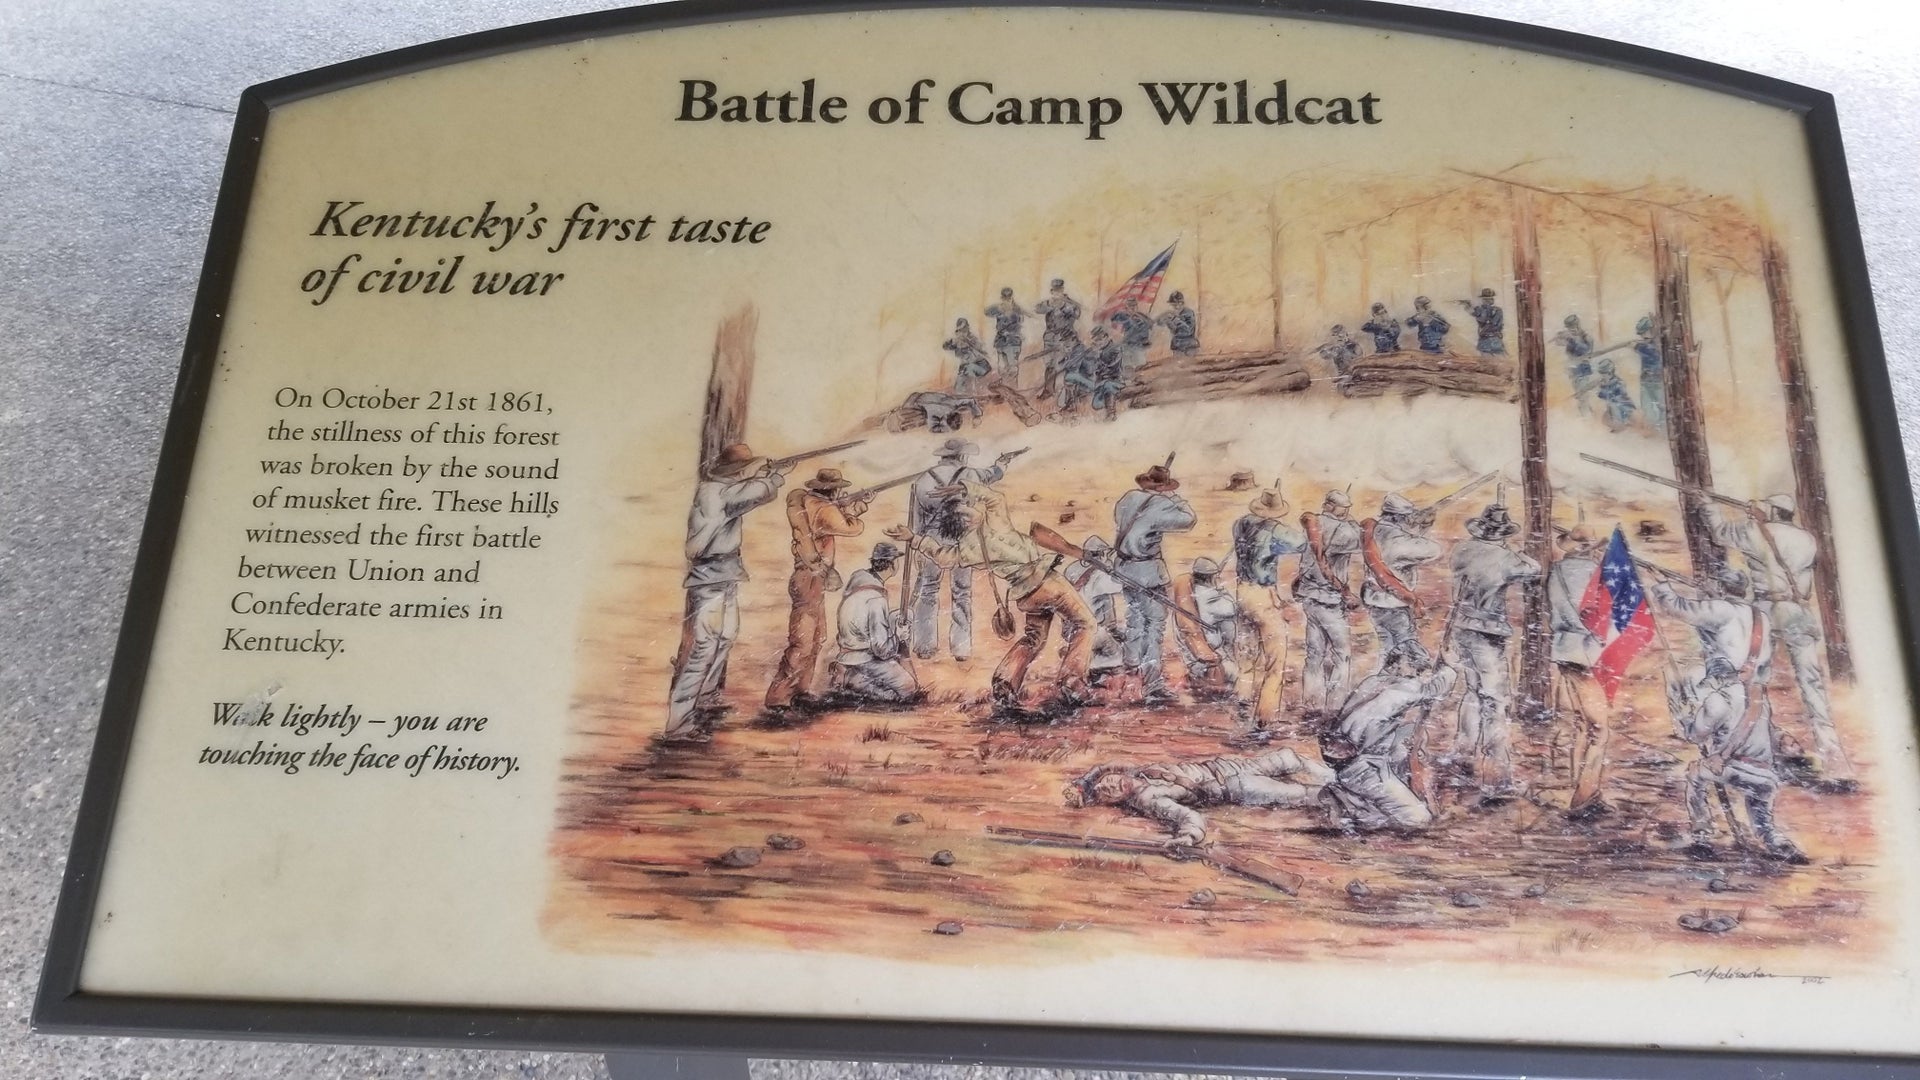 Battle of Camp Wildcat
Kentucky's first taste
of civil war
On October 21st 1861,
the stillness of this forest
was broken by the sound
of musket fire. These hills
witnessed the first battle
between Union and
Confederate armies in
Kentucky.
Walk lightly – you are
touching the face of history.